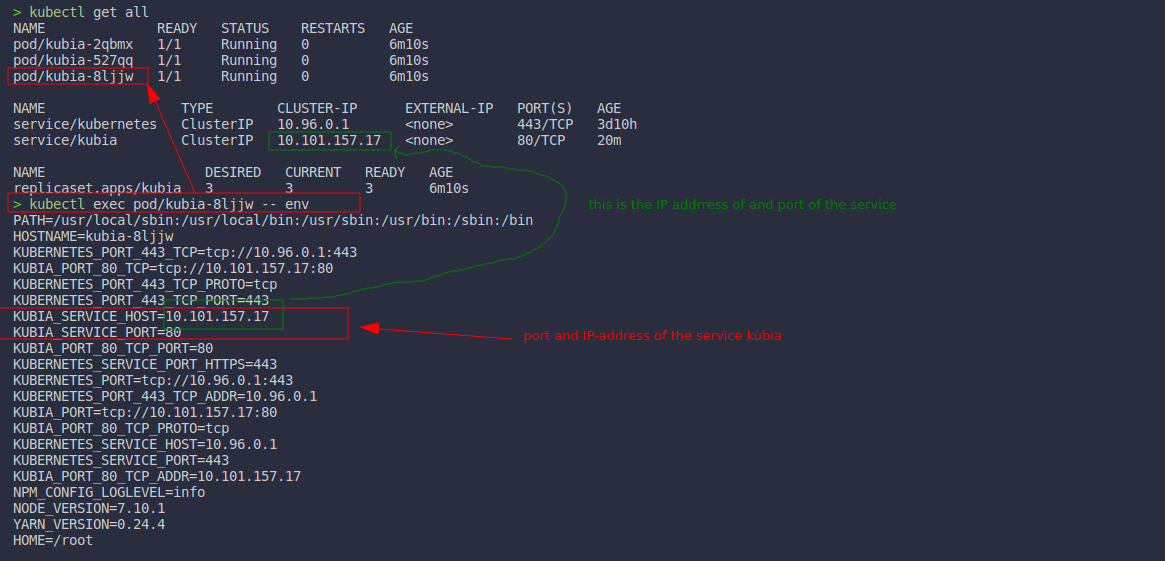 > kubectl get all
NAME READY STATUS RESTARTS AGE
pod/kubia-2qbmx 1/1 Running 0 6m10s
pod/kubia-527qq 1/1 Running 0 6m10s
pod/kubia-8ljjw 1/1 Running 0 6m10s
NAME TYPE CLUSTER-IP EXTERNAL-IP PORT(S) AGE
service/kubernetes ClusterIP 10.96.0.1 <none> 443/TCP 3d10h
service/kubia ClusterIP 10.101.157.17 <none> 80/TCP 20m
NAME DESIRED CURRENT READY AGE
replicaset.apps/kubia 3 3 3 6m10s
> kubectl exec pod/kubia-8ljjw -- env
this is the IP addrress of and port of the service
PATH=/usr/local/sbin:/usr/local/bin:/usr/sbin:/usr/bin:/sbin:/bin
HOSTNAME=kubia-8ljjw
KUBERNETES_PORT_443_TCP=tcp://10.96.0.1:443
KUBIA_PORT_80_TCP=tcp://10.101.157.17:80
KUBERNETES_PORT_443_TCP_PROTO=tcp
KUBERNETES_PORT_443_TCP_PORT=443
KUBIA_SERVICE_HOST=10.101.157.17
KUBIA_SERVICE_PORT=80
port and IP-address of the service kubia
KUBIA_PORT_80_TCP_PORT=80
KUBERNETES_SERVICE_PORT_HTTPS=443
KUBERNETES_PORT=tcp://10.96.0.1:443
KUBERNETES_PORT_443_TCP_ADDR=10.96.0.1
KUBIA_PORT=tcp://10.101.157.17:80
KUBIA_PORT_80_TCP_PROTO=tcp
KUBERNETES_SERVICE_HOST=10.96.0.1
KUBERNETES_SERVICE_PORT=443
KUBIA_PORT_80_TCP_ADDR=10.101.157.17
NPM_CONFIG_LOGLEVEL=info
NODE_VERSION=7.10.1
YARN_VERSION=0.24.4
HOME=/root